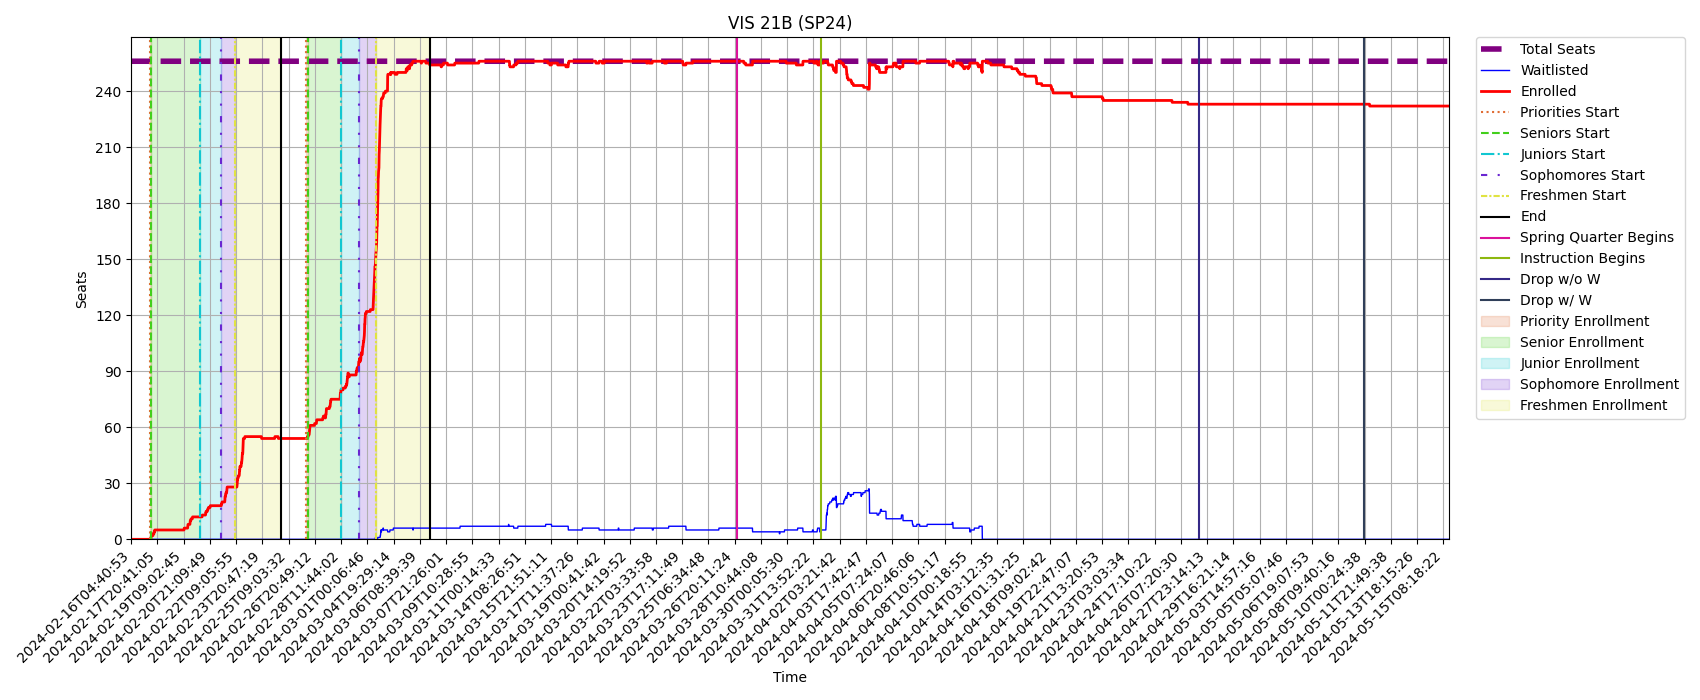 VIS 21B (SP24)
Seats
240
210
180
150
120
90
60
30
0
2024-02-16T04:40:53
2024-02-17T20:41:05
2024-02-19T09:02:45
2024-02-20T21:09:49
2024-02-22T09:05:55
2024-02-23T20:47:19
2024-02-25T09:03:32
2024-02-26T20:49:12
2024-02-28T11:44:02
2024-03-01T00:06:46
2024-03-04T19:29:14
2024-03-06T08:39:39
2024-03-07T21:26:01
2024-03-09T10:28:55
2024-03-11T00:14:33
2024-03-14T08:26:51
2024-03-15T21:51:11
2024-03-17T11:37:26
2024-03-19T00:41:42
2024-03-20T14:19:52
2024-03-22T03:33:58
2024-03-23T17:11:49
2024-03-25T06:34:48
2024-03-26T20:11:24
2024-03-28T10:44:08
2024-03-30T00:05:30
2024-03-31T13:52:22
2024-04-02T03:21:42
2024-04-03T17:42:47
2024-04-05T07:24:07
2024-04-06T20:46:06
2024-04-08T10:51:17
2024-04-10T00:18:55
2024-04-14T03:12:35
2024-04-16T01:31:25
2024-04-18T09:02:42
2024-04-19T22:47:07
2024-04-21T13:20:53
2024-04-23T03:03:34
2024-04-24T17:10:22
2024-04-26T07:20:30
2024-04-27T23:14:13
2024-04-29T16:21:14
2024-05-03T14:57:16
2024-05-05T05:07:46
2024-05-06T19:07:53
2024-05-08T09:40:16
2024-05-10T00:24:38
2024-05-11T21:49:38
2024-05-13T18:15:26
2024-05-15T08:18:22
Time
Total Seats
Waitlisted
Enrolled
Priorities Start
Seniors Start
Juniors Start
Sophomores Start
Freshmen Start
End
Spring Quarter Begins
Instruction Begins
Drop w/o W
Drop w/ W
Priority Enrollment
Senior Enrollment
Junior Enrollment
Sophomore Enrollment
Freshmen Enrollment